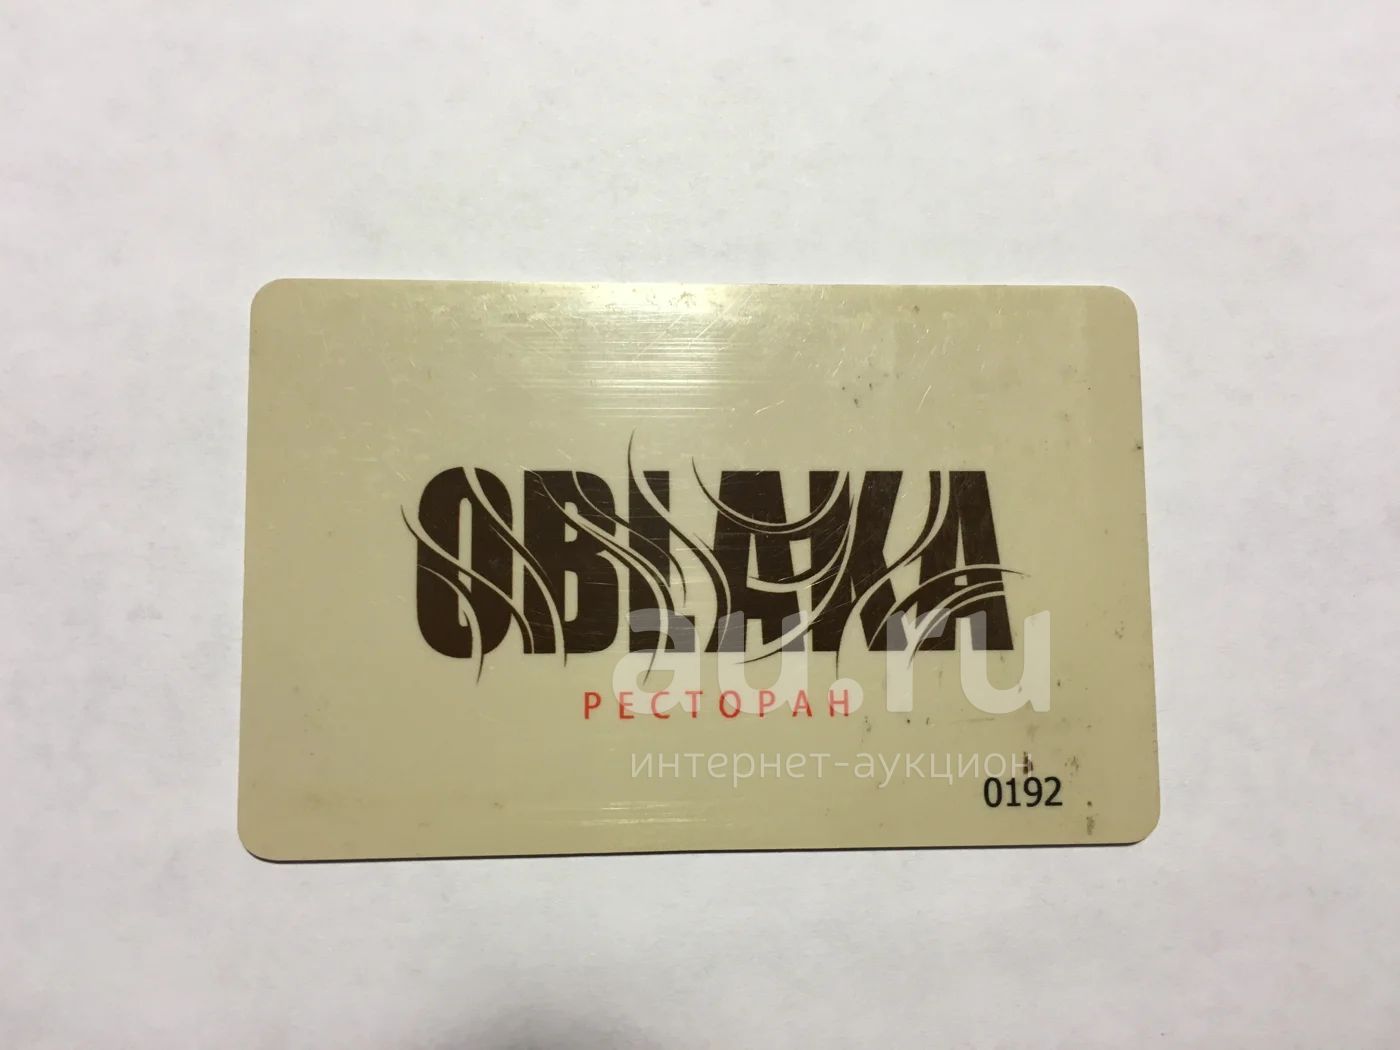 OBLAKA
РЕСТОРАН
au.ru
интернет-аукцион
0192